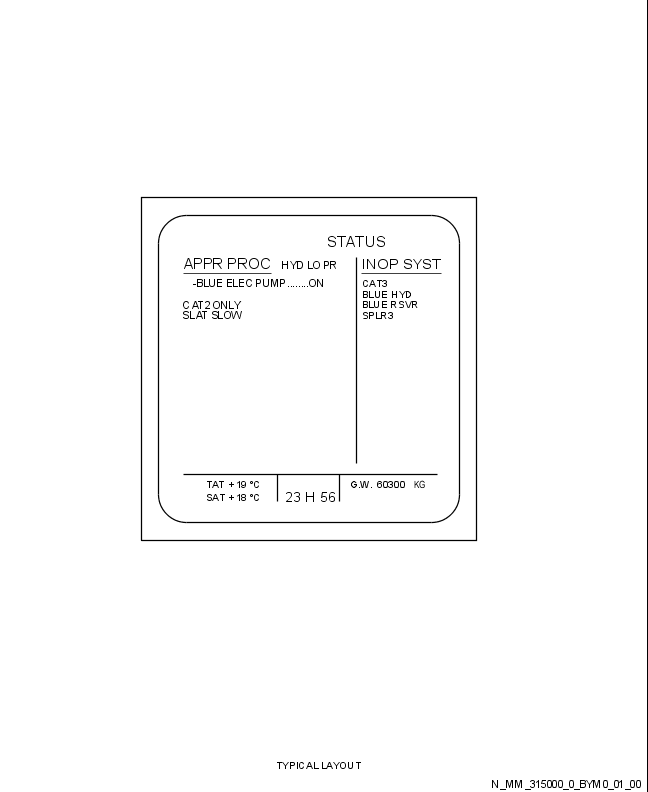 STATUS
APPR PROC HYD LO PR
-BLUE ELEC PUMP........ON
CAT2 ONLY
SLAT SLOW
INOP SYST
CAT3
BLUE HYD
BLUE RSVR
SPLR3
TAT +19 °C
SAT +18 °C
23 H 56
G.W. 60300 KG
TYPICAL LAYOUT
N_MM_315000_0_BYM0_01_00